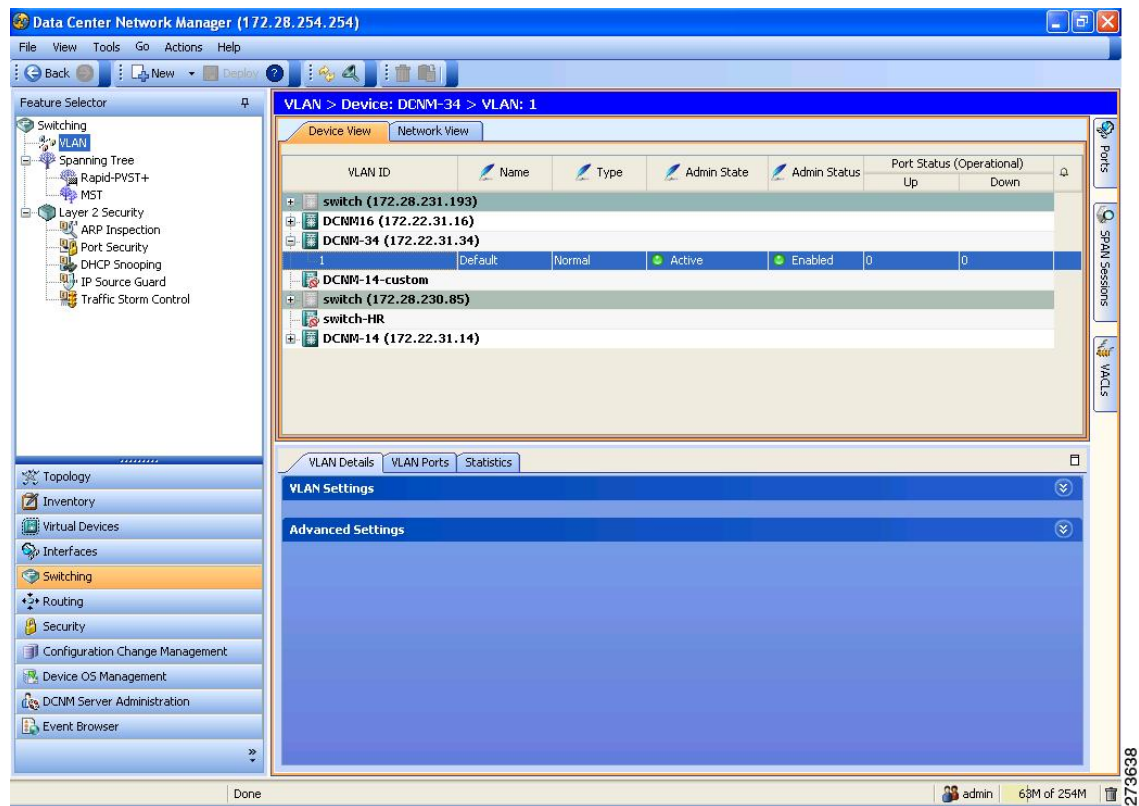 Data Center Network Manager (172.28.254.254)
File View Tools Go Actions Help
Back New Deploy
Feature Selector
Switching
VLAN
Spanning Tree
Rapid-PVST+
MST
Layer 2 Security
ARP Inspection
Port Security
DHCP Snooping
IP Source Guard
Traffic Storm Control
Topology
Inventory
Virtual Devices
Interfaces
Switching
Routing
Security
Configuration Change Management
Device OS Management
DCNM Server Administration
Event Browser
VLAN > Device: DCNM-34 > VLAN: 1
Device View Network View
VLAN ID Name Type Admin State Admin Status Port Status (Operational)
Up Down
switch (172.28.231.193)
DCNM16 (172.22.31.16)
DCNM-34 (172.22.31.34)
1 Default Normal Active Enabled 0 0
DCNM-14-custom
switch (172.28.230.85)
switch-HR
DCNM-14 (172.22.31.14)
VLAN Details VLAN Ports Statistics
VLAN Settings
Advanced Settings
Ports
SPAN Sessions
VACLs
Done admin 63M of 254M
273638